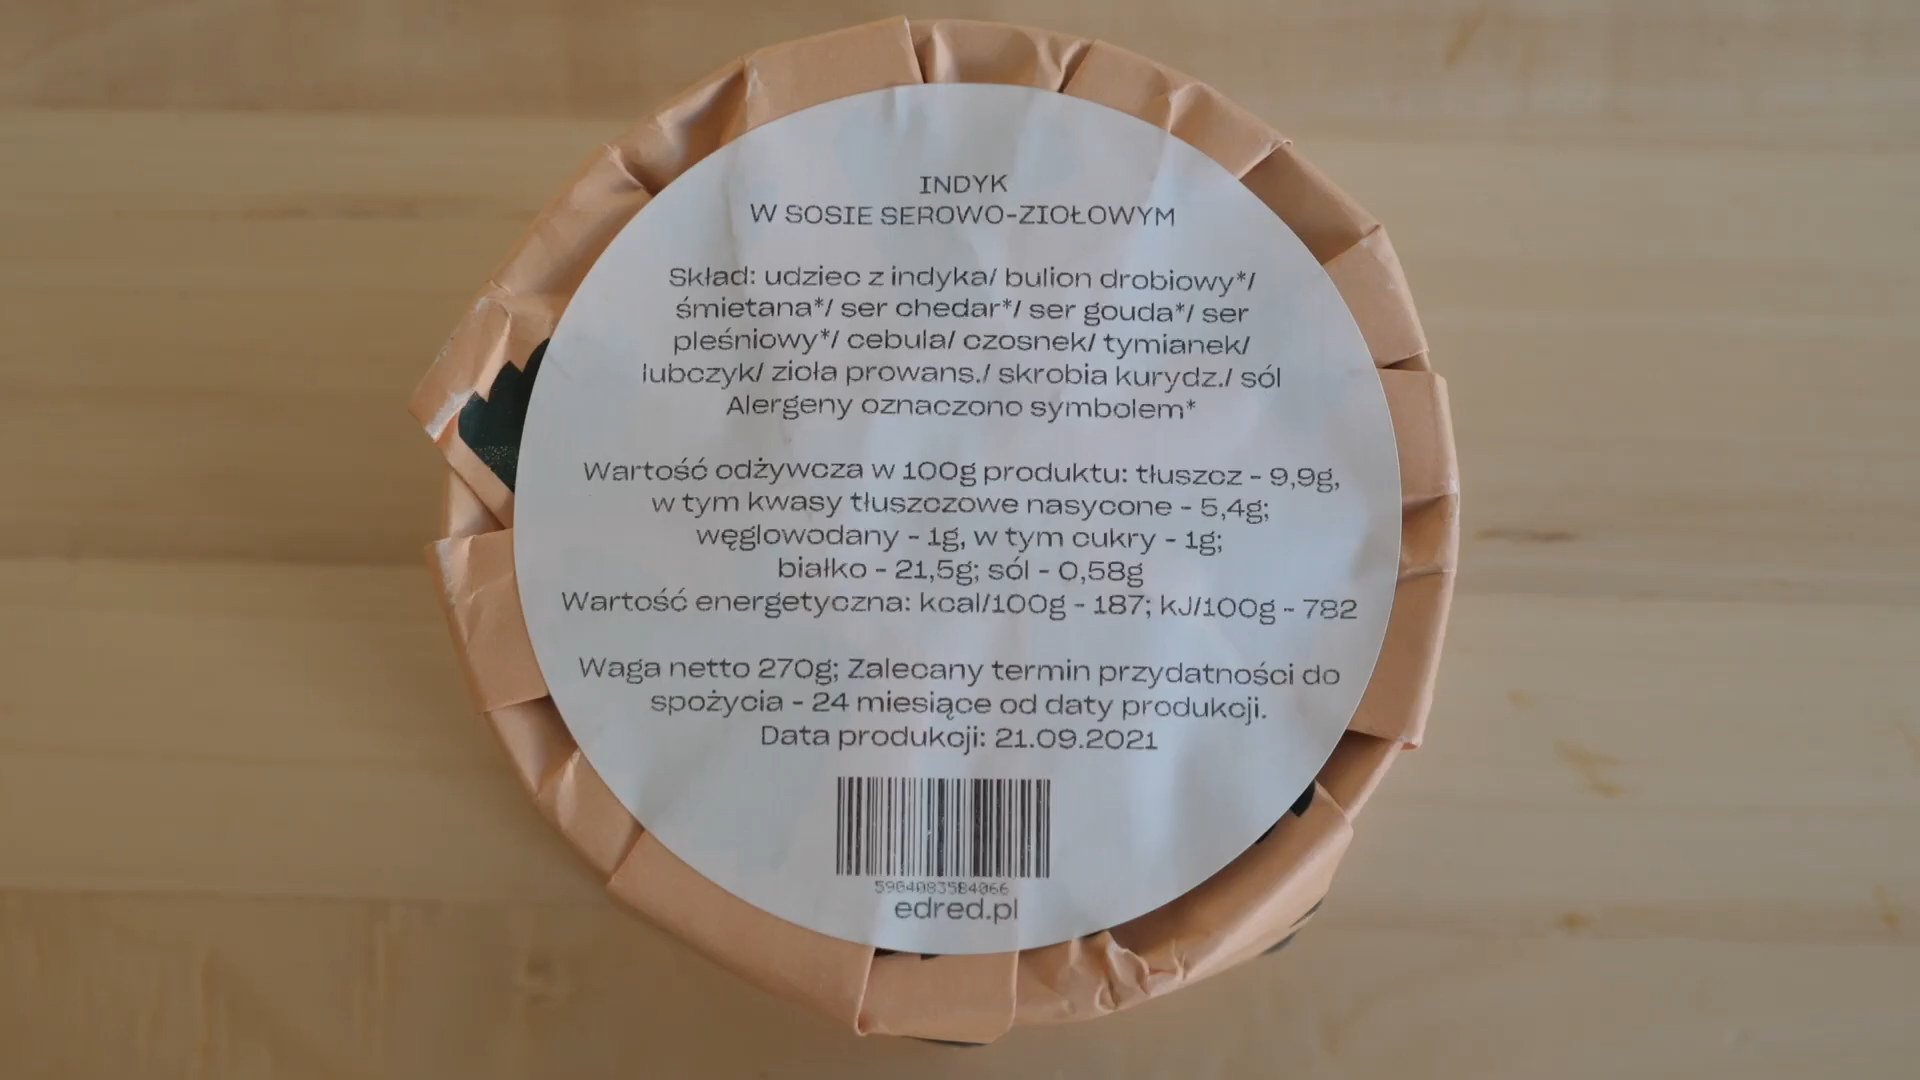 INDYK
W SOSIE SEROWO-ZIOŁOWYM
Skład: udziec z indyka/ bulion drobiowy*/
śmietana*/ ser chedar*/ ser gouda*/ ser
pleśniowy*/ cebula/ czosnek/ tymianek/
lubczyk/ zioła prowans./ skrobia kurydz./ sól
Alergeny oznaczono symbolem*
Wartość odżywcza w 100g produktu: tłuszcz - 9,9g,
w tym kwasy tłuszczowe nasycone - 5,4g;
węglowodany - 1g, w tym cukry - 1g;
białko - 21,5g; sól - 0,58g
Wartość energetyczna: kcal/100g - 187; kJ/100g - 782
Waga netto 270g; Zalecany termin przydatności do
spożycia - 24 miesiące od daty produkcji.
Data produkcji: 21.09.2021
5904083584066
edred.pl